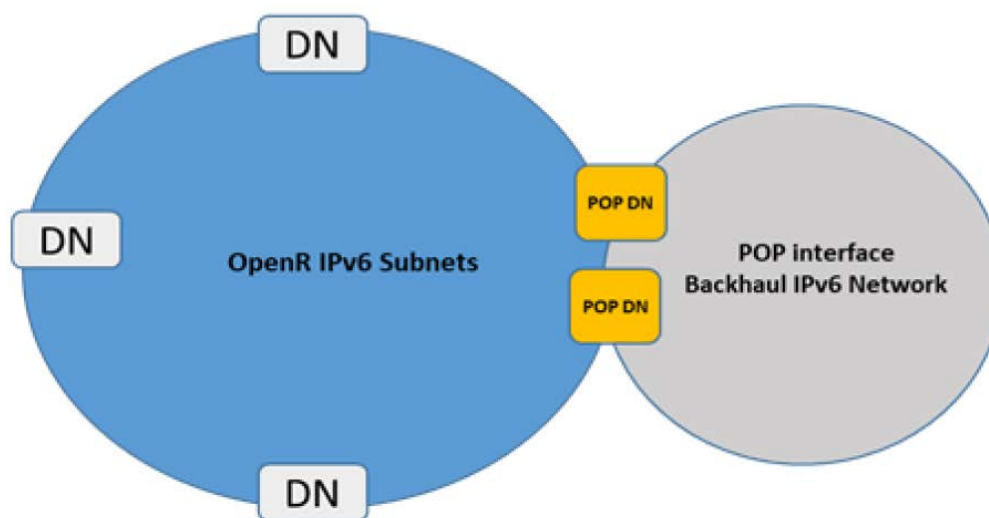 DN
POP DN
DN
OpenR IPv6 Subnets
POP interface
Backhaul IPv6 Network
POP DN
DN